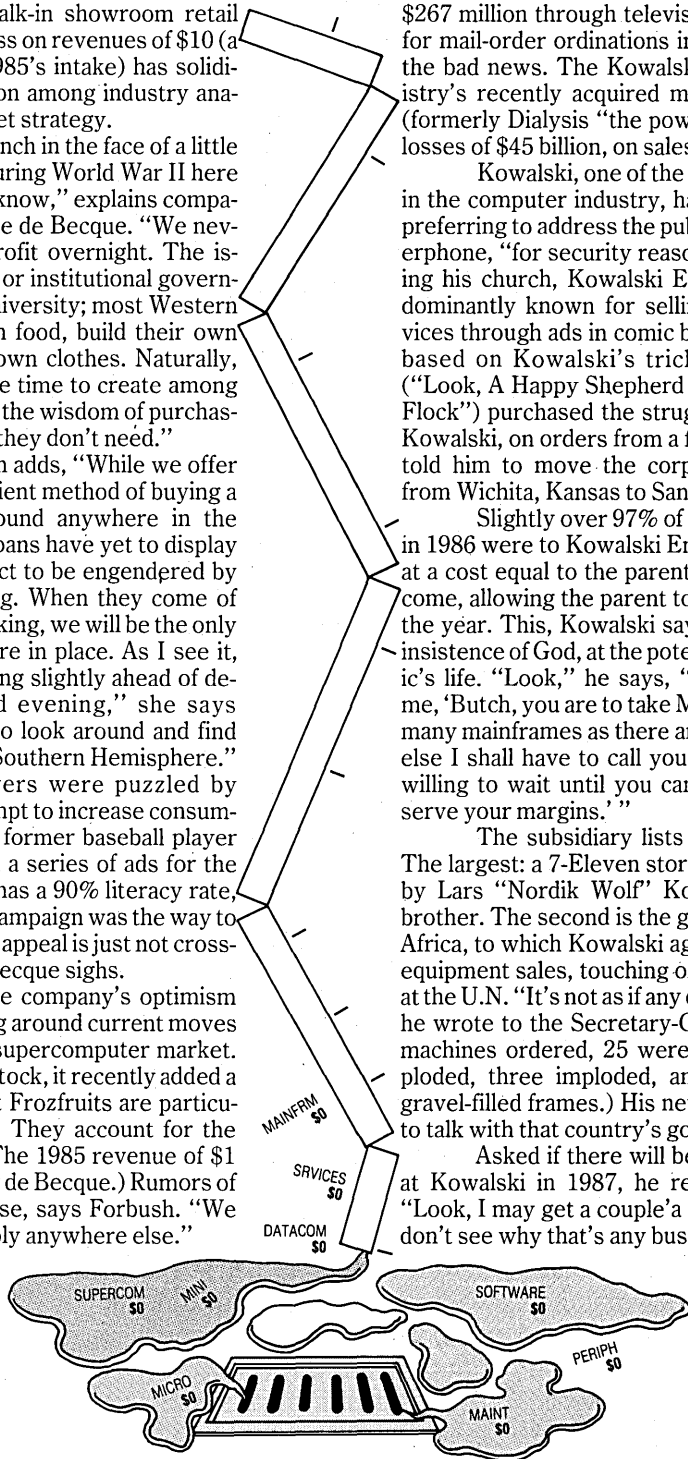 alk-in showroom retail
ss on revenues of $10 (a
985's intake) has solidi-
on among industry ana-
et strategy.
nch in the face of a little
uring World War II here
know," explains compa-
e de Becque. "We nev-
rofit overnight. The is-
or institutional govern-
iversity; most Western
n food, build their own
own clothes. Naturally,
e time to create among
the wisdom of purchas-
they don't need."
n adds, "While we offer
ient method of buying a
ound anywhere in the
pans have yet to display
ct to be engendered by
g. When they come of
king, we will be the only
re in place. As I see it,
ng slightly ahead of de-
d evening," she says
o look around and find
Southern Hemisphere."
ers were puzzled by
mpt to increase consum-
former baseball player
a series of ads for the
has a 90% literacy rate,
ampaign was the way to
appeal is just not cross-
ecque sighs.
e company's optimism
g around current moves
supercomputer market.
tock, it recently added a
t Frozfruits are particu-
They account for the
The 1985 revenue of $1
de Becque.) Rumors of
se, says Forbush. "We
ly anywhere else."
$267 million through televis
for mail-order ordinations i
the bad news. The Kowalsk
istry's recently acquired m
(formerly Dialysis "the pow
losses of $45 billion, on sales
Kowalski, one of the
in the computer industry, ha
preferring to address the pub
erphone, "for security reaso
ing his church, Kowalski E
dominantly known for sellin
vices through ads in comic b
based on Kowalski's trick
("Look, A Happy Shepherd
Flock") purchased the strug
Kowalski, on orders from a f
told him to move the corp
from Wichita, Kansas to San
Slightly over 97% of
in 1986 were to Kowalski En
at a cost equal to the parent
come, allowing the parent to
the year. This, Kowalski say
insistence of God, at the pote
ic's life. "Look," he says, "
me, 'Butch, you are to take M
many mainframes as there ar
else I shall have to call you
willing to wait until you can
serve your margins.' "
The subsidiary lists
The largest: a 7-Eleven stor
by Lars "Nordik Wolf" Ko
brother. The second is the g
Africa, to which Kowalski ag
equipment sales, touching o
at the U.N. "It's not as if any
he wrote to the Secretary-G
machines ordered, 25 were
ploded, three imploded, an
gravel-filled frames.) His ne
to talk with that country's go
Asked if there will be
at Kowalski in 1987, he re
"Look, I may get a couple'a
don't see why that's any bus
MAINFRM
$0
SRVICES
$0
DATACOM
$0
SUPERCOM
$0
MINI
$0
SOFTWARE
$0
PERIPH
$0
MICRO
$0
MAINT
$0